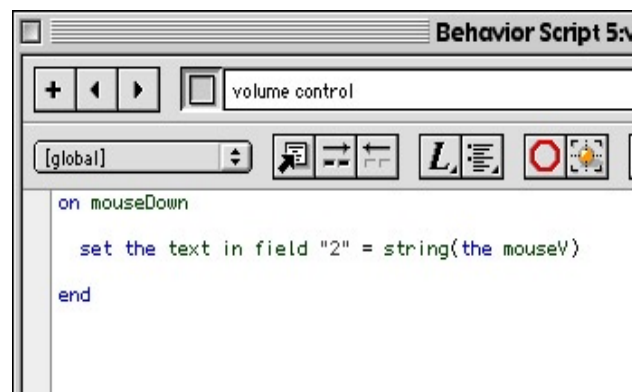 Behavior Script 5:v
volume control
[global]
L
on mouseDown
set the text in field "2" = string(the mouseV)
end